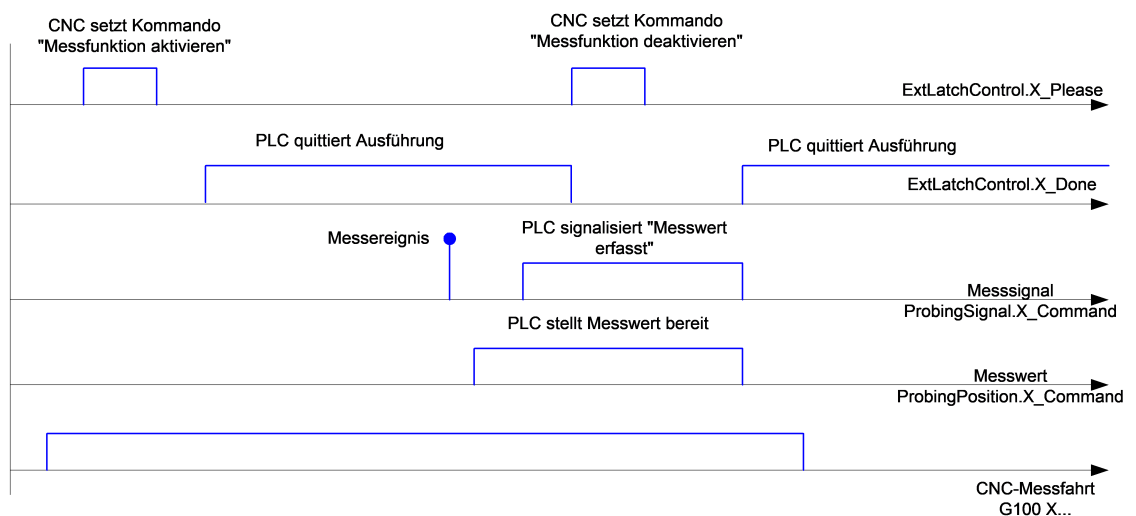 CNC setzt Kommando
"Messfunktion aktivieren"
CNC setzt Kommando
"Messfunktion deaktivieren"
ExtLatchControl.X_Please
PLC quittiert Ausführung
PLC quittiert Ausführung
ExtLatchControl.X_Done
Messereignis
PLC signalisiert "Messwert
erfasst"
Messsignal
ProbingSignal.X_Command
PLC stellt Messwert bereit
Messwert
ProbingPosition.X_Command
CNC-Messfahrt
G100 X...